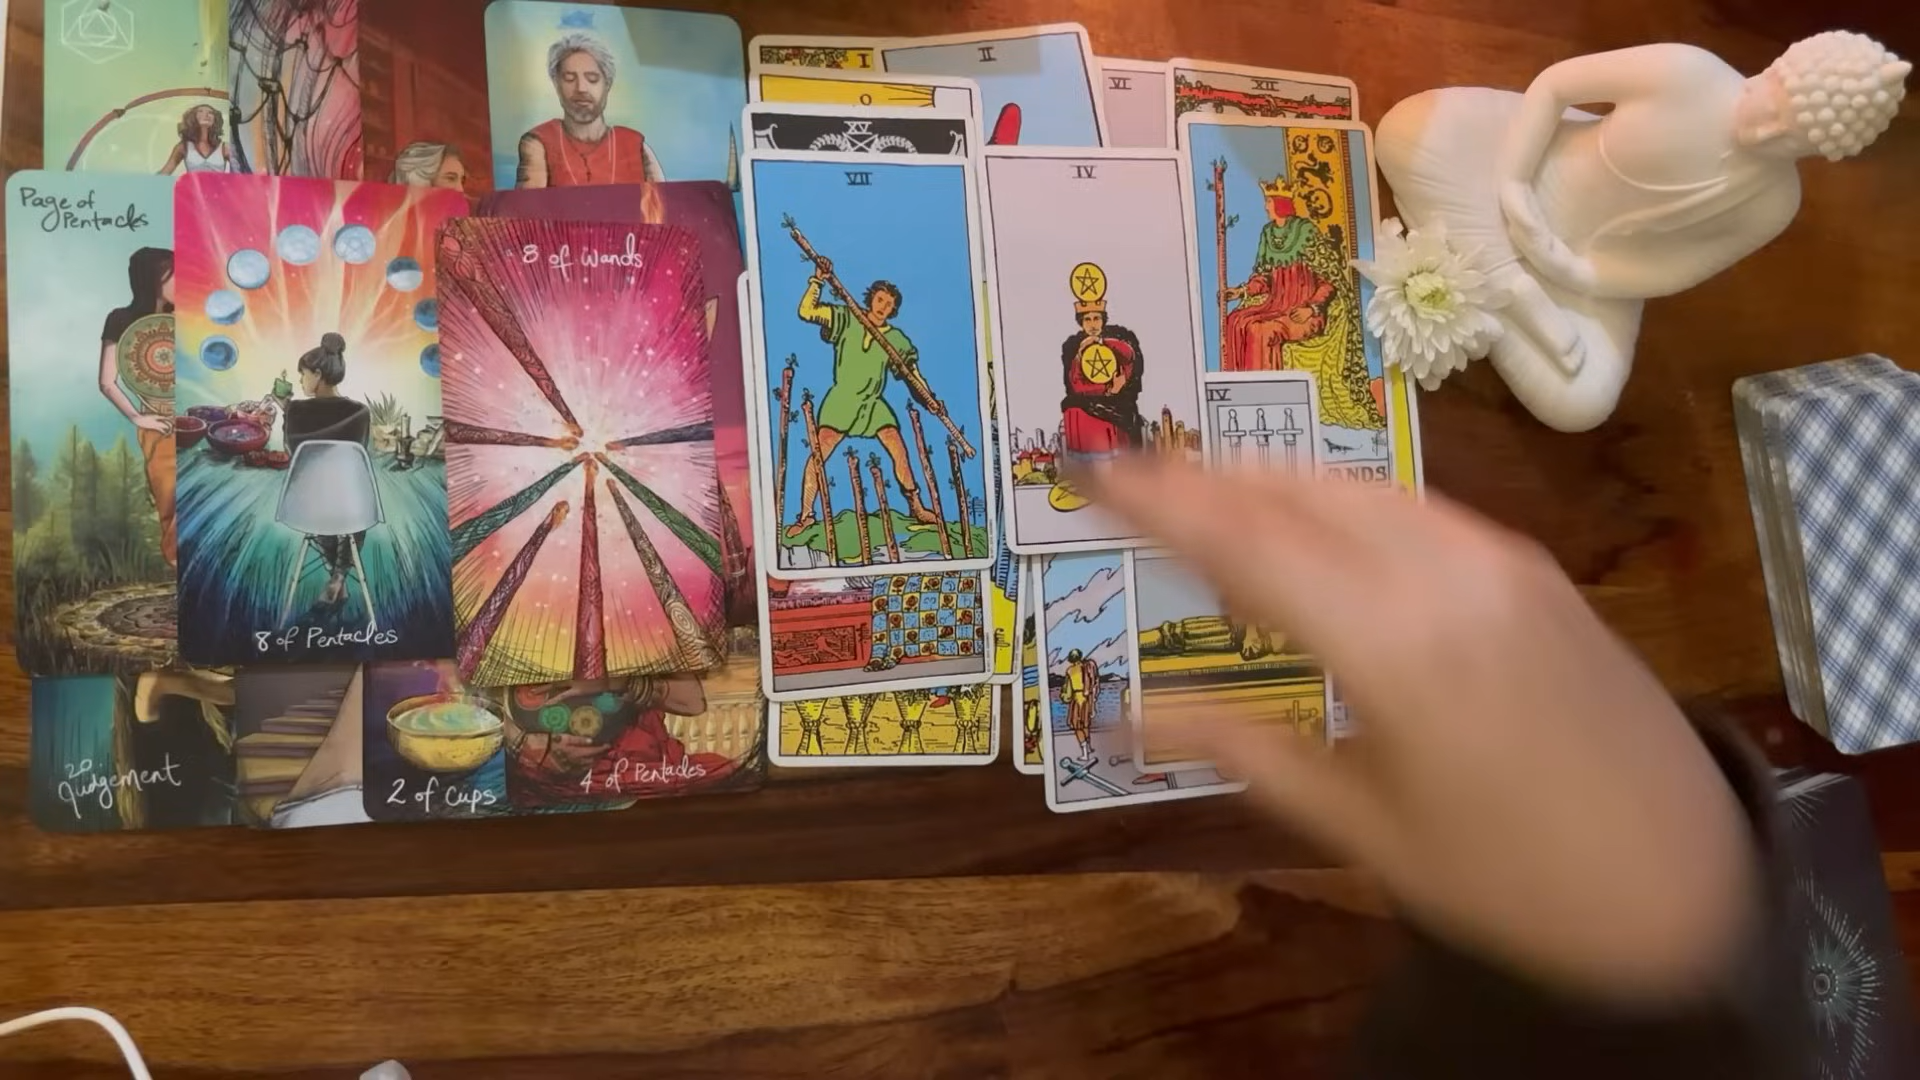 I
II
VI
XII
O
XV
VII
IV
Page of
Pentacles
8 of Wands
IV
WANDS
8 of Pentacles
20
Judgement
2 of Cups
4 of Pentacles